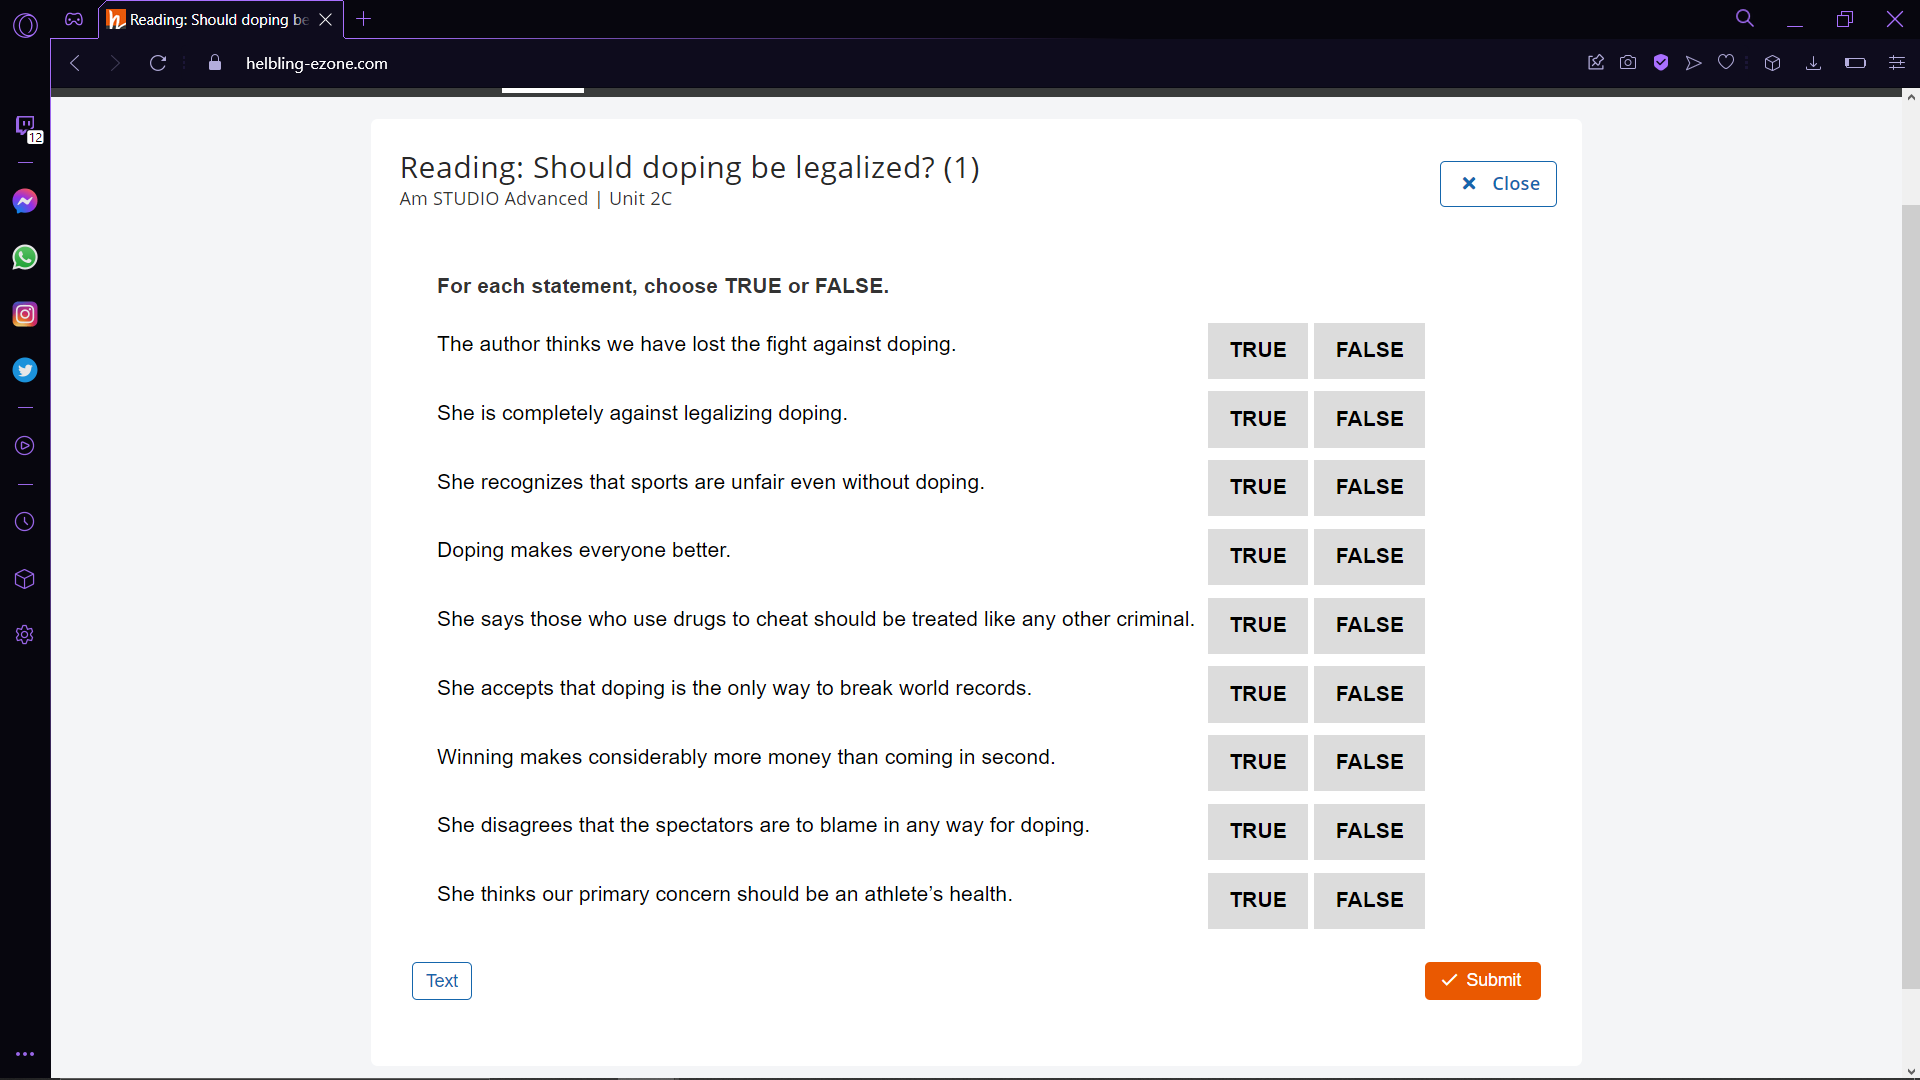 Reading: Should doping be
helbling-ezone.com
12
Reading: Should doping be legalized? (1)
Am STUDIO Advanced | Unit 2C
Close
For each statement, choose TRUE or FALSE.
The author thinks we have lost the fight against doping. TRUE FALSE
She is completely against legalizing doping. TRUE FALSE
She recognizes that sports are unfair even without doping. TRUE FALSE
Doping makes everyone better. TRUE FALSE
She says those who use drugs to cheat should be treated like any other criminal. TRUE FALSE
She accepts that doping is the only way to break world records. TRUE FALSE
Winning makes considerably more money than coming in second. TRUE FALSE
She disagrees that the spectators are to blame in any way for doping. TRUE FALSE
She thinks our primary concern should be an athlete’s health. TRUE FALSE
Text
Submit